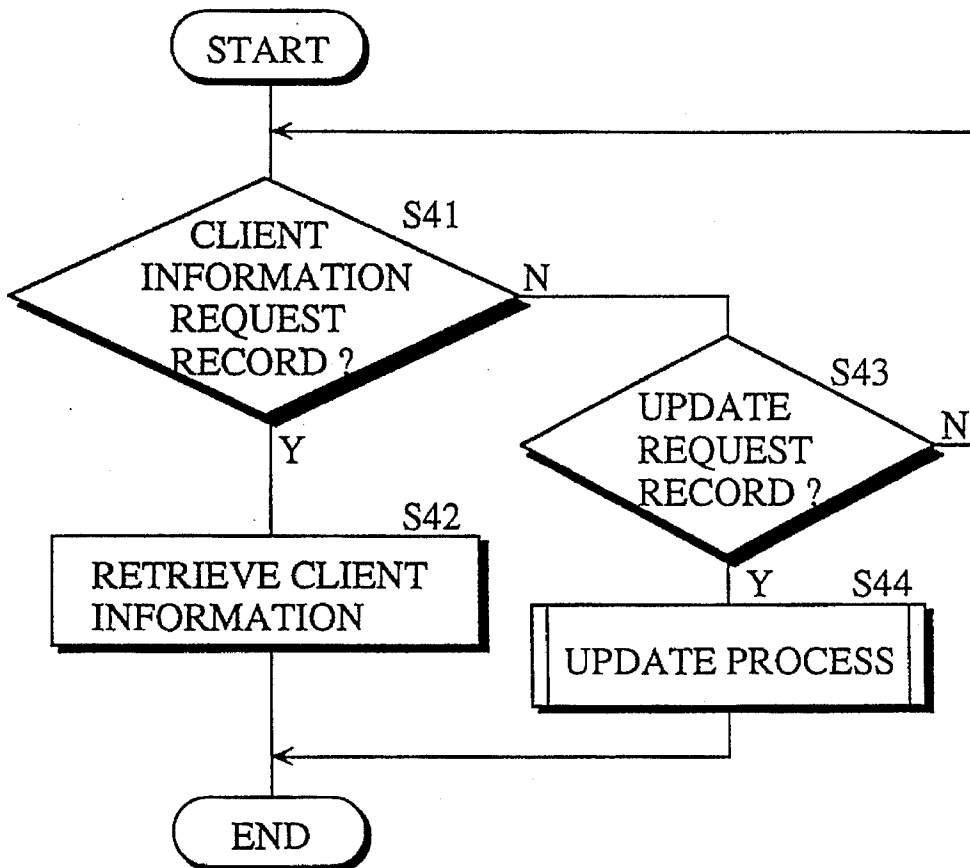 START
S41
CLIENT
INFORMATION
REQUEST
RECORD ?
N
Y
S43
UPDATE
REQUEST
RECORD ?
N
Y
S42
RETRIEVE CLIENT
INFORMATION
S44
UPDATE PROCESS
END